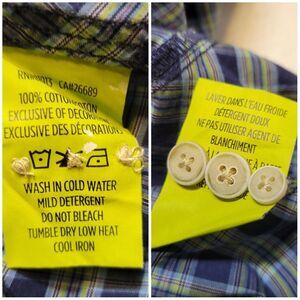 CA#26689
100% COTTON/COTON
EXCLUSIVE OF DECORATION
EXCLUSIVE DES DÉCORATIONS
WASH IN COLD WATER
MILD DETERGENT
DO NOT BLEACH
TUMBLE DRY LOW HEAT
COOL IRON
LAVER DANS L'EAU FROIDE
DÉTERGENT DOUX
NE PAS UTILISER AGENT DE
BLANCHIMENT